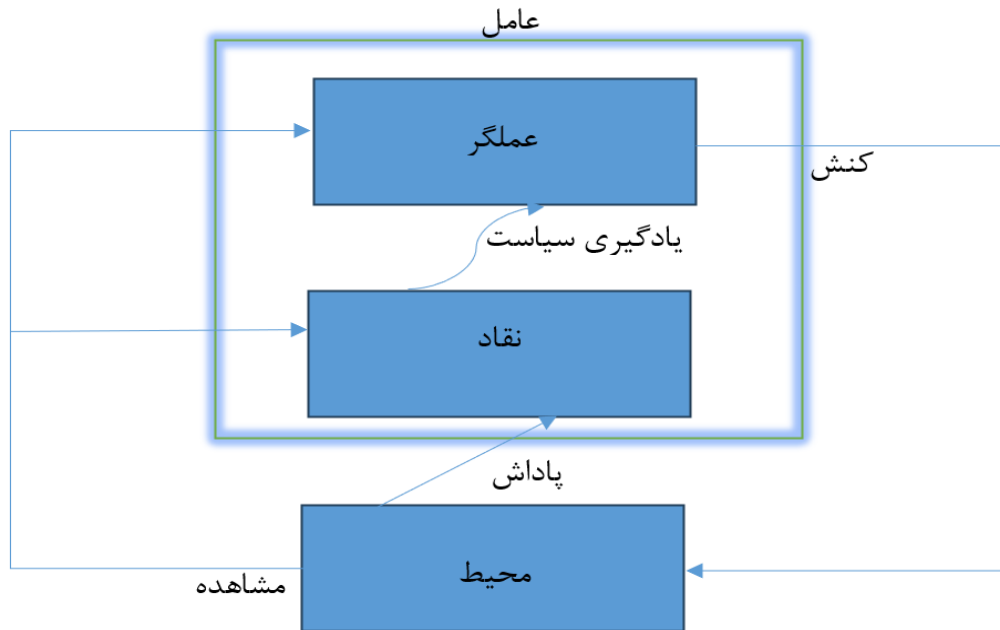 عامل
عملگر
کنش
یادگیری سیاست
نقاد
پاداش
محیط
مشاهده